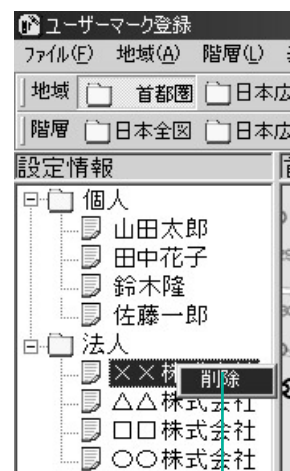 ユーザーマーク登録
ファイル(F) 地域(A) 階層(L)
地域 首都圏 日本広
階層 日本全図 日本広
設定情報
個人
山田太郎
田中花子
鈴木隆
佐藤一郎
法人
××株 削除
△△株式会社
□□株式会社
○○株式会社